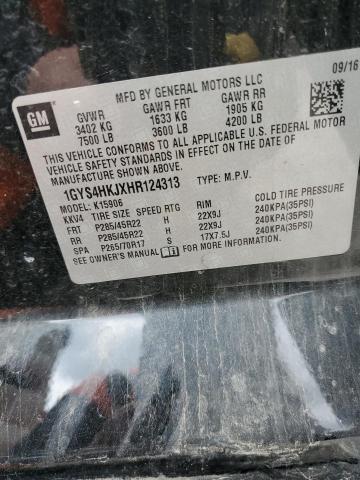 GM
MFD BY GENERAL MOTORS LLC
09/16
GVWR GAWR FRT GAWR RR
3402 KG 1633 KG 1905 KG
7500 LB 3600 LB 4200 LB
THIS VEHICLE CONFORMS TO ALL APPLICABLE U.S. FEDERAL MOTOR
VEHICLE SAFETY STANDARDS IN EFFECT ON THE DATE OF
MANUFACTURE SHOWN ABOVE.
1GYS4HKJXHR124313 TYPE: M.P.V.
MODEL: K15906
KKV4 TIRE SIZE SPEED RTG RIM COLD TIRE PRESSURE
FRT P285/45R22 H 22X9J 240KPA(35PSI)
RR P285/45R22 H 22X9J 240KPA(35PSI)
SPA P265/70R17 S 17X7.5J 240KPA(35PSI)
SEE OWNER'S MANUAL